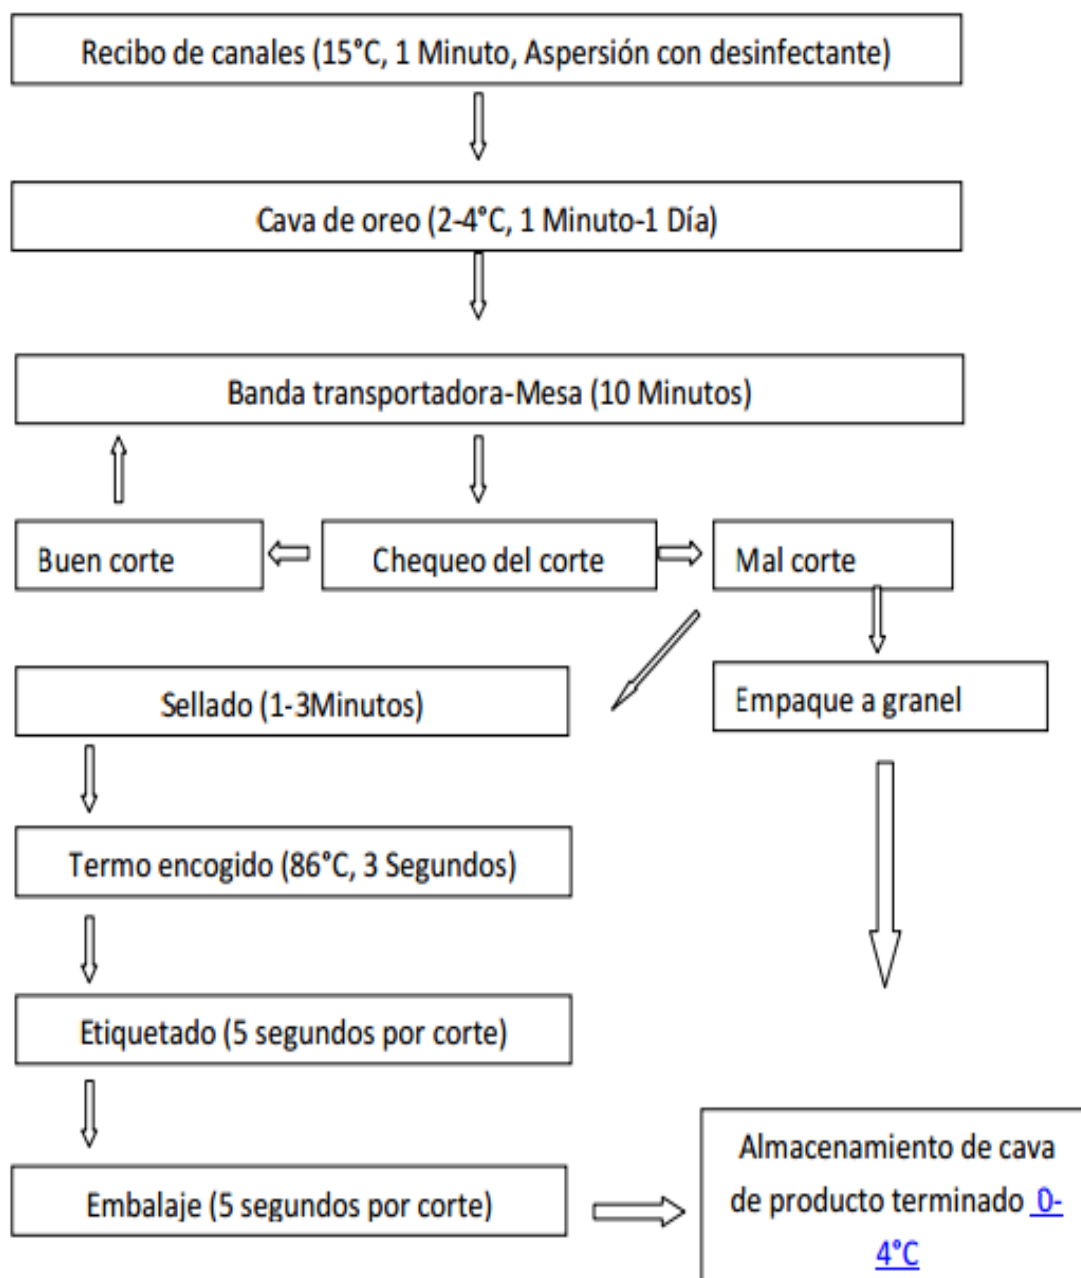 Recibo de canales (15°C, 1 Minuto, Aspersión con desinfectante)
Cava de oreo (2-4°C, 1 Minuto-1 Día)
Banda transportadora-Mesa (10 Minutos)
Buen corte
Chequeo del corte
Mal corte
Sellado (1-3Minutos)
Empaque a granel
Termo encogido (86°C, 3 Segundos)
Etiquetado (5 segundos por corte)
Embalaje (5 segundos por corte)
Almacenamiento de cava
de producto terminado 0-
4°C